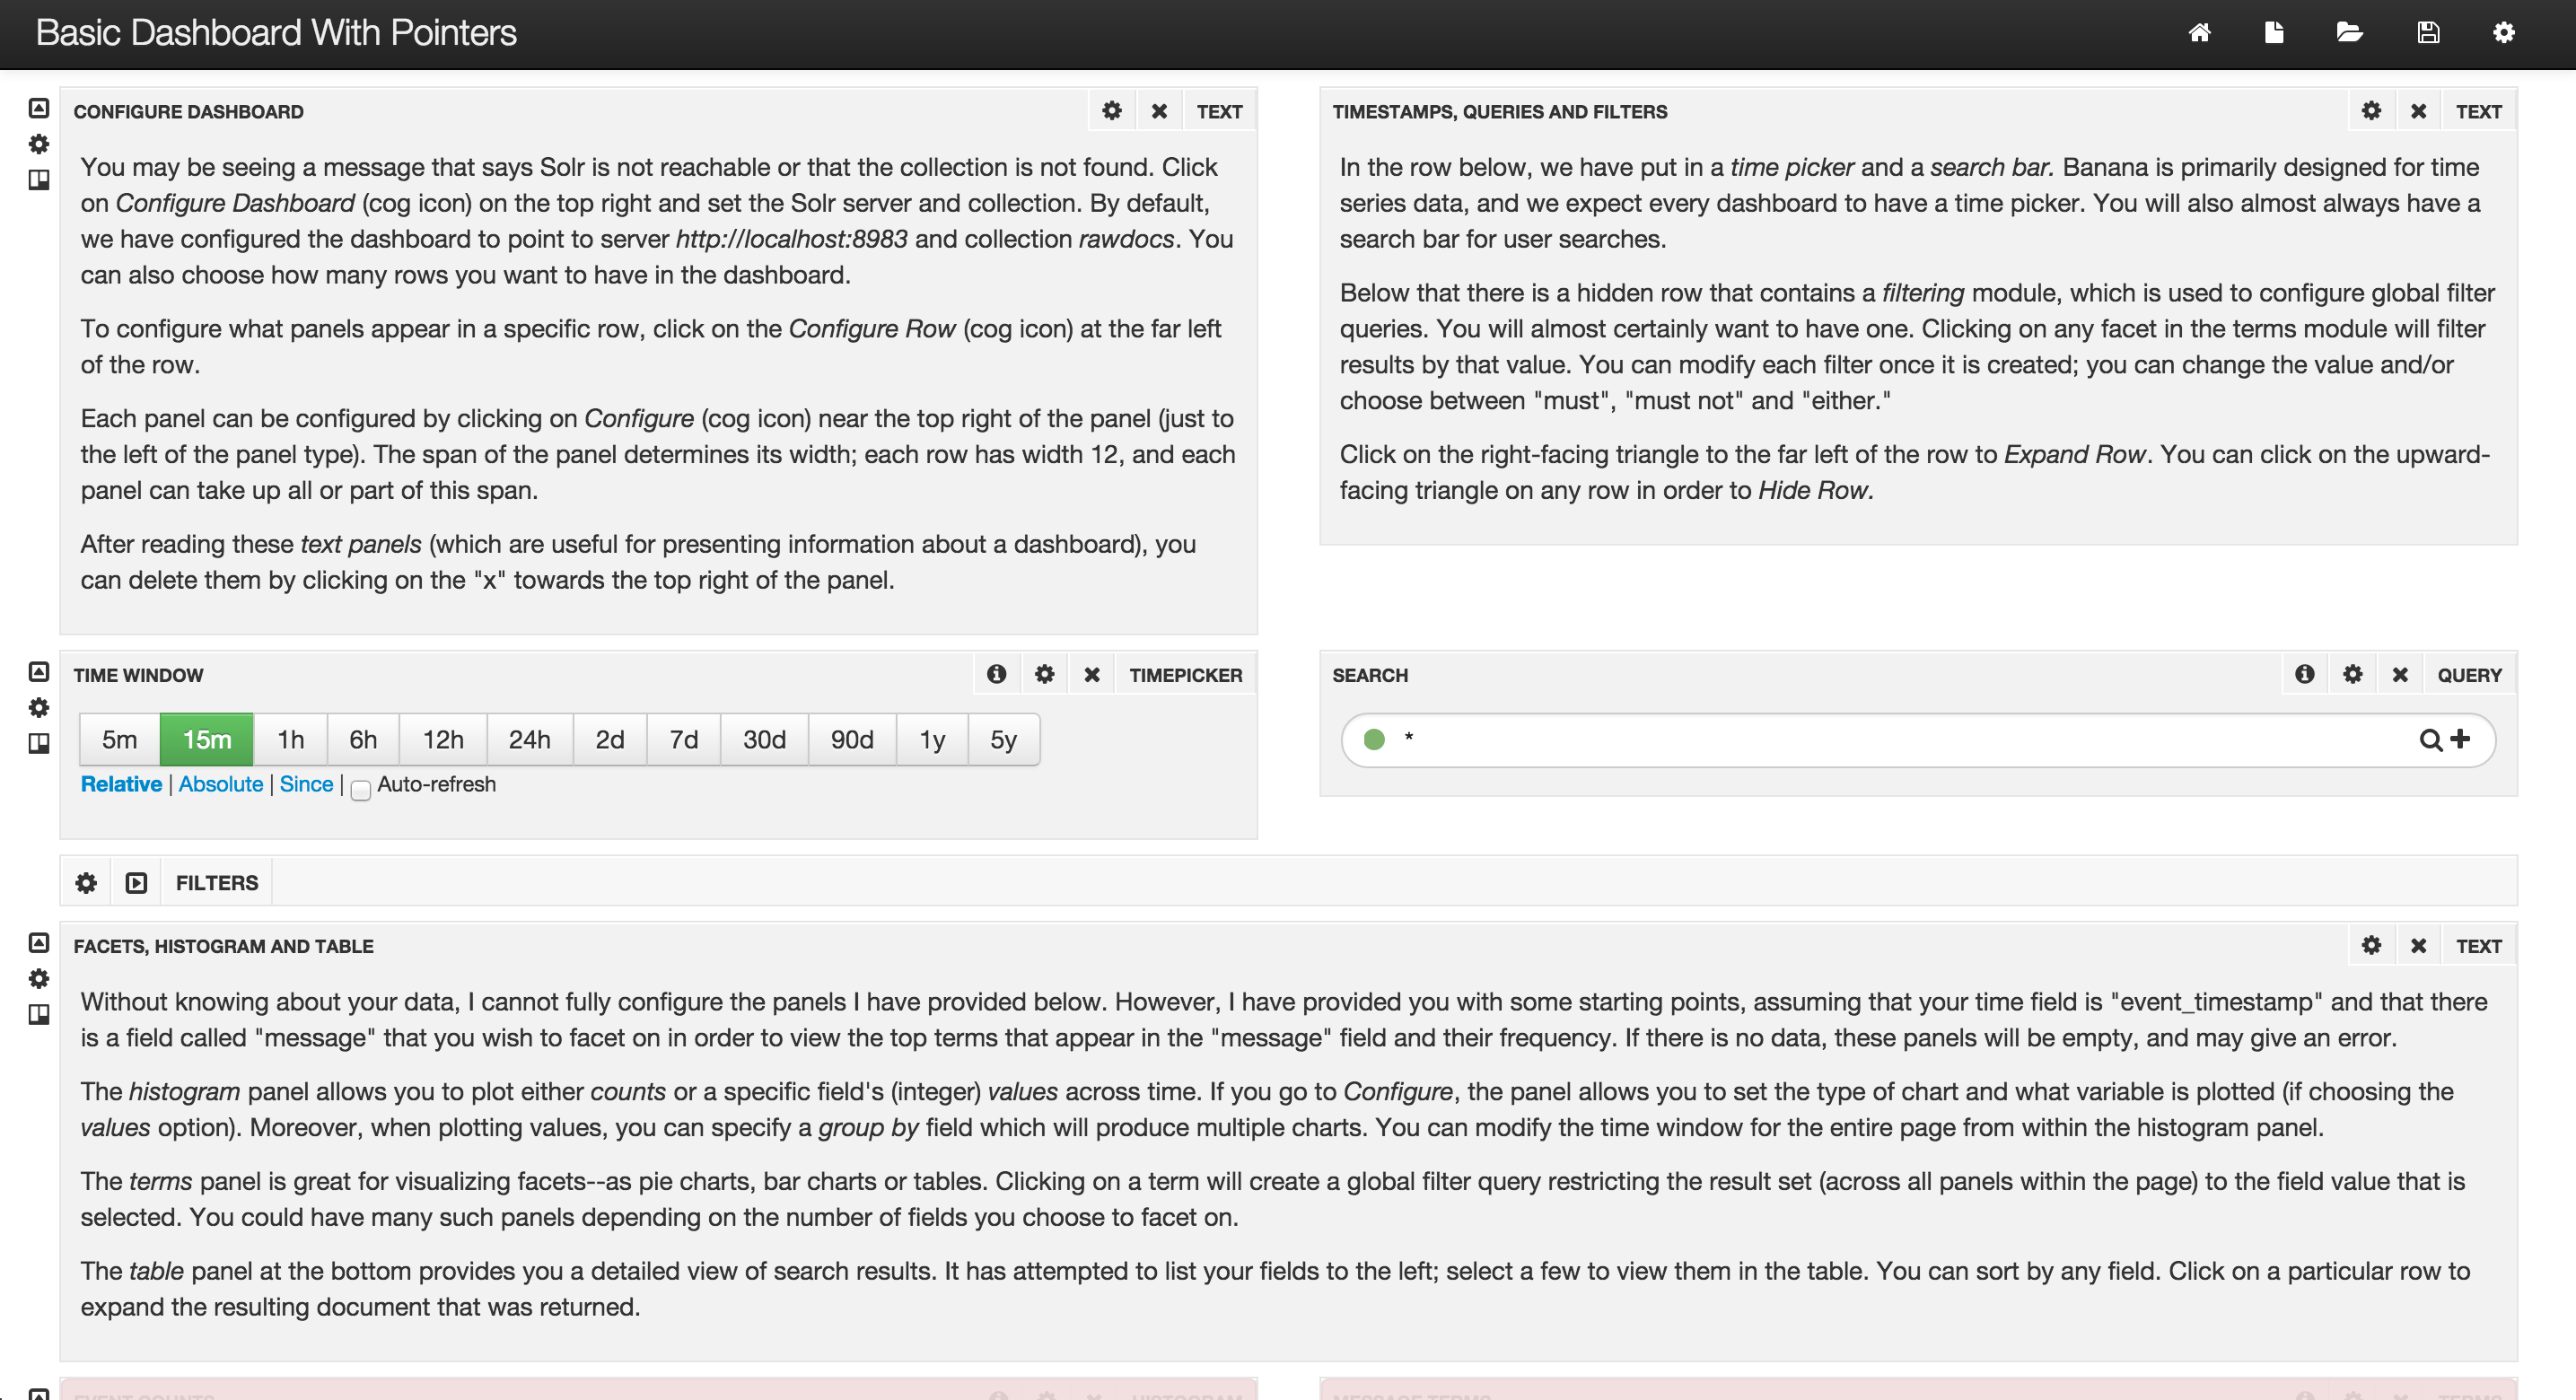 Basic Dashboard With Pointers
CONFIGURE DASHBOARD
TEXT
You may be seeing a message that says Solr is not reachable or that the collection is not found. Click
on Configure Dashboard (cog icon) on the top right and set the Solr server and collection. By default,
we have configured the dashboard to point to server http://localhost:8983 and collection rawdocs. You
can also choose how many rows you want to have in the dashboard.
To configure what panels appear in a specific row, click on the Configure Row (cog icon) at the far left
of the row.
Each panel can be configured by clicking on Configure (cog icon) near the top right of the panel (just to
the left of the panel type). The span of the panel determines its width; each row has width 12, and each
panel can take up all or part of this span.
After reading these text panels (which are useful for presenting information about a dashboard), you
can delete them by clicking on the "x" towards the top right of the panel.
TIMESTAMPS, QUERIES AND FILTERS
TEXT
In the row below, we have put in a time picker and a search bar. Banana is primarily designed for time
series data, and we expect every dashboard to have a time picker. You will also almost always have a
search bar for user searches.
Below that there is a hidden row that contains a filtering module, which is used to configure global filter
queries. You will almost certainly want to have one. Clicking on any facet in the terms module will filter
results by that value. You can modify each filter once it is created; you can change the value and/or
choose between "must", "must not" and "either."
Click on the right-facing triangle to the far left of the row to Expand Row. You can click on the upward-
facing triangle on any row in order to Hide Row.
TIME WINDOW
TIMEPICKER
5m 15m 1h 6h 12h 24h 2d 7d 30d 90d 1y 5y
Relative | Absolute | Since | Auto-refresh
SEARCH
QUERY
*
FILTERS
FACETS, HISTOGRAM AND TABLE
TEXT
Without knowing about your data, I cannot fully configure the panels I have provided below. However, I have provided you with some starting points, assuming that your time field is "event_timestamp" and that there
is a field called "message" that you wish to facet on in order to view the top terms that appear in the "message" field and their frequency. If there is no data, these panels will be empty, and may give an error.
The histogram panel allows you to plot either counts or a specific field's (integer) values across time. If you go to Configure, the panel allows you to set the type of chart and what variable is plotted (if choosing the
values option). Moreover, when plotting values, you can specify a group by field which will produce multiple charts. You can modify the time window for the entire page from within the histogram panel.
The terms panel is great for visualizing facets--as pie charts, bar charts or tables. Clicking on a term will create a global filter query restricting the result set (across all panels within the page) to the field value that is
selected. You could have many such panels depending on the number of fields you choose to facet on.
The table panel at the bottom provides you a detailed view of search results. It has attempted to list your fields to the left; select a few to view them in the table. You can sort by any field. Click on a particular row to
expand the resulting document that was returned.
EVENT COUNTS
HISTOGRAM
MESSAGE TERMS
TERMS